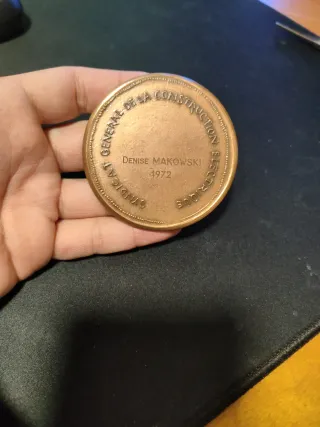 SYNDICAT GENERAL DE LA CONSTRUCTION ELECTRIQUE
DENISE MAKOWSKI
1972